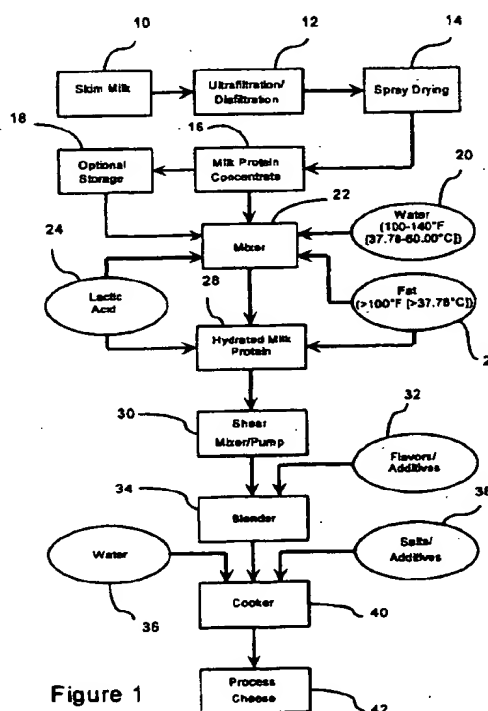 10
12
14
Skim Milk
Ultrafiltration/
Diafiltration
Spray Drying
18
16
Optional
Storage
Milk Protein
Concentrate
20
22
Water
(100-140°F
[37.78-60.00°C])
24
Mixer
Lactic
Acid
28
Fat
(>100°F [>37.78°C])
2
Hydrated Milk
Protein
30
32
Shear
Mixer/Pump
Flavors/
Additives
34
38
Blender
Water
Salts/
Additives
36
Cooker
40
Process
Cheese
Figure 1
42